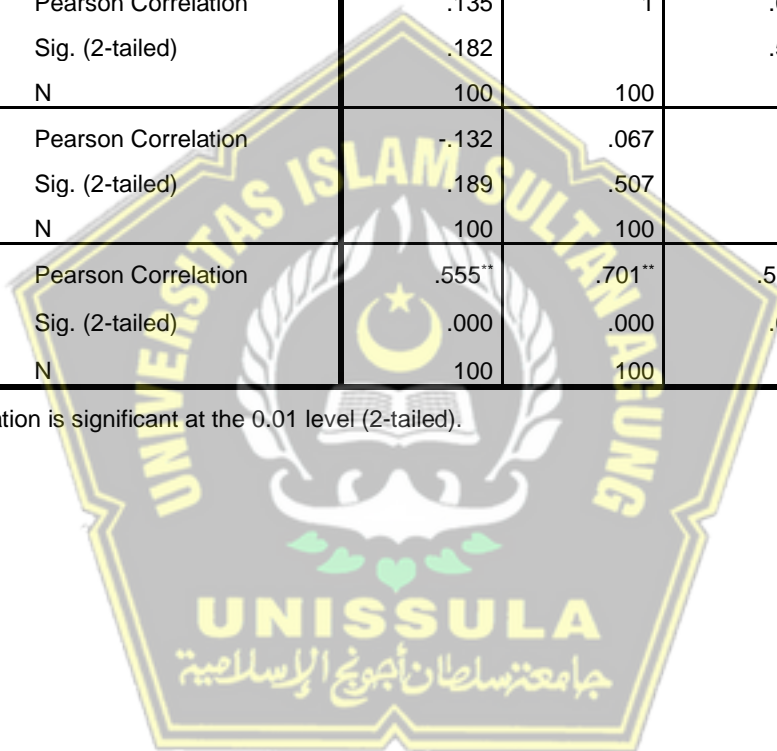 Pearson Correlation .135 1
Sig. (2-tailed) .182
N 100 100
Pearson Correlation -.132 .067
Sig. (2-tailed) .189 .507
N 100 100
Pearson Correlation .555** .701** .5
Sig. (2-tailed) .000 .000
N 100 100
ation is significant at the 0.01 level (2-tailed).
UNIVERSITAS ISLAM SULTAN AGUNG
UNISSULA
جامعتسلطان أجونج الإسلامية